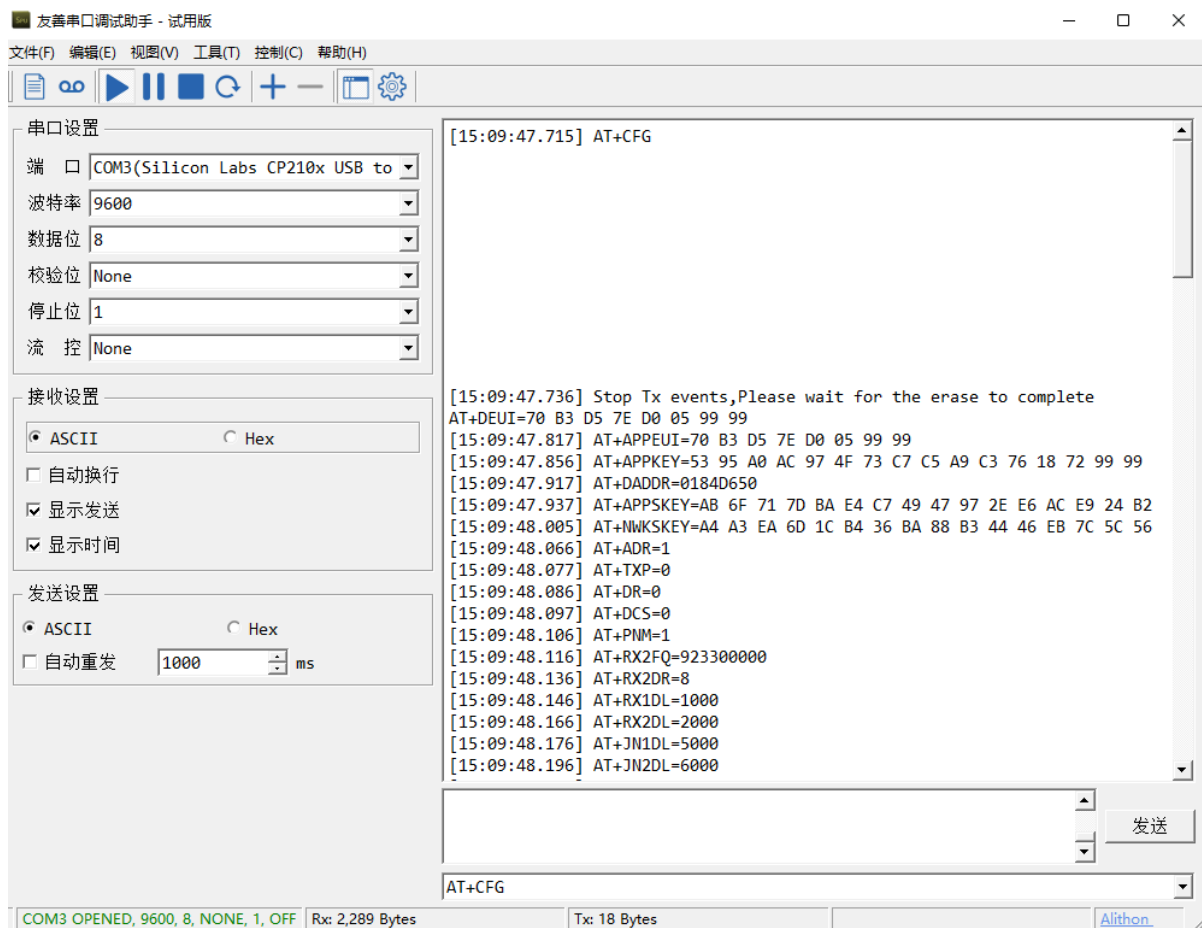 友善串口调试助手 - 试用版
文件(F) 编辑(E) 视图(V) 工具(T) 控制(C) 帮助(H)
串口设置
端 口 COM3(Silicon Labs CP210x USB to
波特率 9600
数据位 8
校验位 None
停止位 1
流 控 None
接收设置
ASCII Hex
自动换行
显示发送
显示时间
发送设置
ASCII Hex
自动重发 1000 ms
[15:09:47.715] AT+CFG
[15:09:47.736] Stop Tx events,Please wait for the erase to complete
AT+DEUI=70 B3 D5 7E D0 05 99 99
[15:09:47.817] AT+APPEUI=70 B3 D5 7E D0 05 99 99
[15:09:47.856] AT+APPKEY=53 95 A0 AC 97 4F 73 C7 C5 A9 C3 76 18 72 99 99
[15:09:47.917] AT+DADDR=0184D650
[15:09:47.937] AT+APPSKEY=AB 6F 71 7D BA E4 C7 49 47 97 2E E6 AC E9 24 B2
[15:09:48.005] AT+NWKSKEY=A4 A3 EA 6D 1C B4 36 BA 88 B3 44 46 EB 7C 5C 56
[15:09:48.066] AT+ADR=1
[15:09:48.077] AT+TXP=0
[15:09:48.086] AT+DR=0
[15:09:48.097] AT+DCS=0
[15:09:48.106] AT+PNM=1
[15:09:48.116] AT+RX2FQ=923300000
[15:09:48.136] AT+RX2DR=8
[15:09:48.146] AT+RX1DL=1000
[15:09:48.166] AT+RX2DL=2000
[15:09:48.176] AT+JN1DL=5000
[15:09:48.196] AT+JN2DL=6000
发送
AT+CFG
COM3 OPENED, 9600, 8, NONE, 1, OFF Rx: 2,289 Bytes Tx: 18 Bytes Alithon